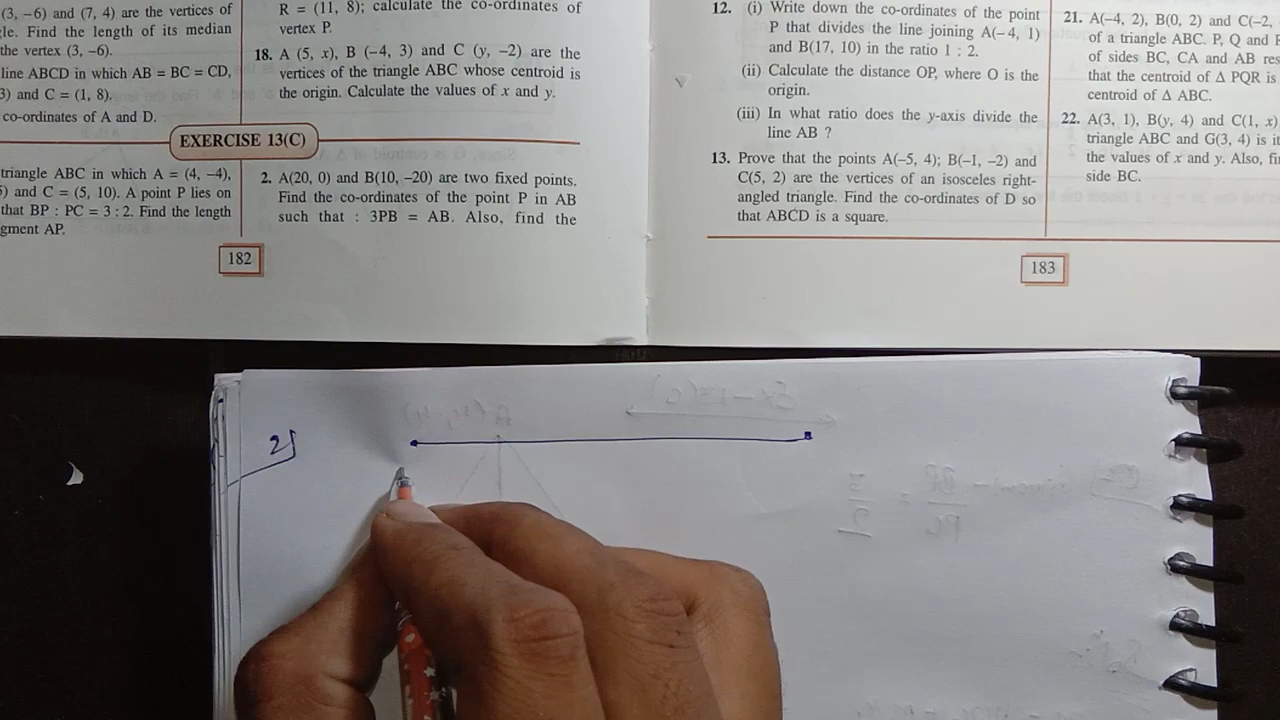 (3, −6) and (7, 4) are the vertices of
Find the length of its median
the vertex (3, −6).
line ABCD in which AB = BC = CD,
3) and C = (1, 8).
co-ordinates of A and D.
R = (11, 8); calculate the co-ordinates of
vertex P.
18. A (5, x), B (−4, 3) and C (y, −2) are the
vertices of the triangle ABC whose centroid is
the origin. Calculate the values of x and y.
EXERCISE 13(C)
triangle ABC in which A = (4, −4),
) and C = (5, 10). A point P lies on
that BP : PC = 3 : 2. Find the length
AP.
2. A(20, 0) and B(10, −20) are two fixed points.
Find the co-ordinates of the point P in AB
such that : 3PB = AB. Also, find the
182
12. (i) Write down the co-ordinates of the point
P that divides the line joining A(−4, 1)
and B(17, 10) in the ratio 1 : 2.
(ii) Calculate the distance OP, where O is the
origin.
(iii) In what ratio does the y-axis divide the
line AB ?
13. Prove that the points A(−5, 4); B(−1, −2) and
C(5, 2) are the vertices of an isosceles right-
angled triangle. Find the co-ordinates of D so
that ABCD is a square.
21. A(−4, 2), B(0, 2) and C(−2,
of a triangle ABC. P, Q and
of sides BC, CA and AB
that the centroid of Δ PQR is
centroid of Δ ABC.
22. A(3, 1), B(y, 4) and C(1, x)
triangle ABC and G(3, 4) is
the values of x and y. Also,
side BC.
183
2)